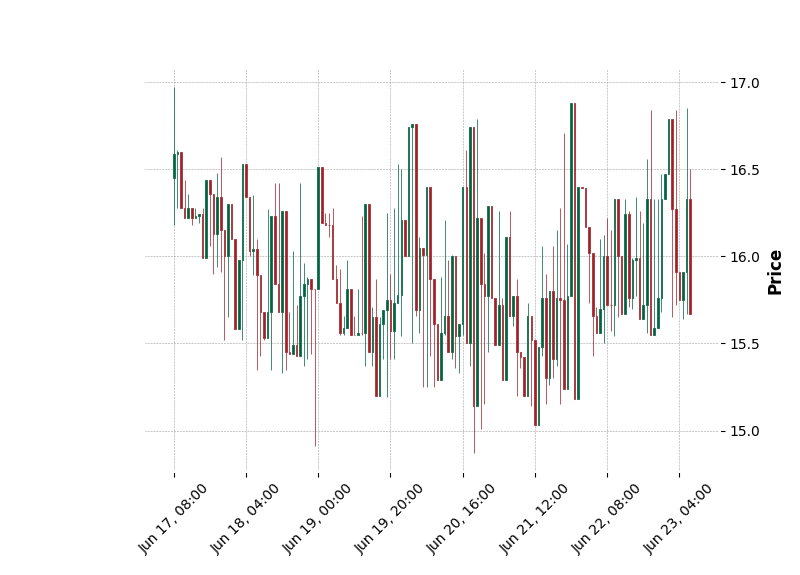 17.0
16.5
16.0
15.5
15.0
Price
Jun 17, 08:00
Jun 18, 04:00
Jun 19, 00:00
Jun 19, 20:00
Jun 20, 16:00
Jun 21, 12:00
Jun 22, 08:00
Jun 23, 04:00